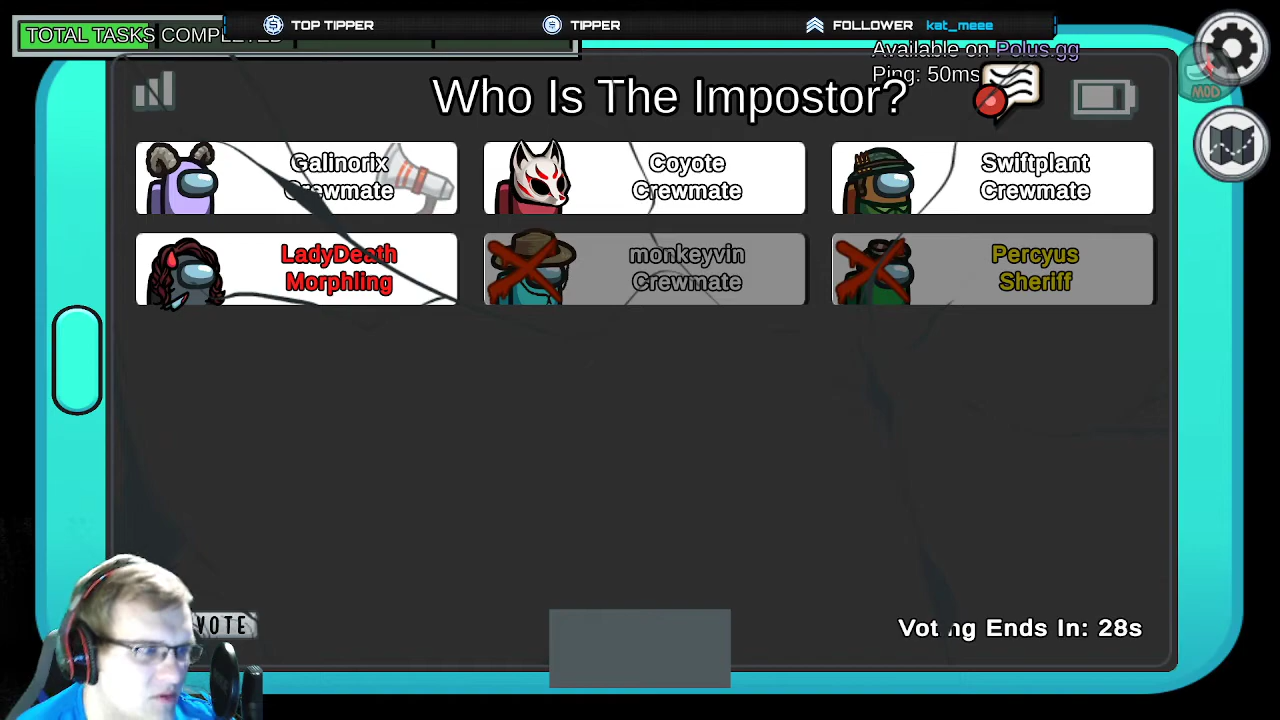 TOP TIPPER TIPPER FOLLOWER kat_meee
TOTAL TASKS COMPLETED
Available on Polus.gg
Ping: 50ms
MOD
Who Is The Impostor?
Galinorix
Crewmate
Coyote
Crewmate
Swiftplant
Crewmate
LadyDeath
Morphling
monkeyvin
Crewmate
Percyus
Sheriff
VOTE
Voting Ends In: 28s